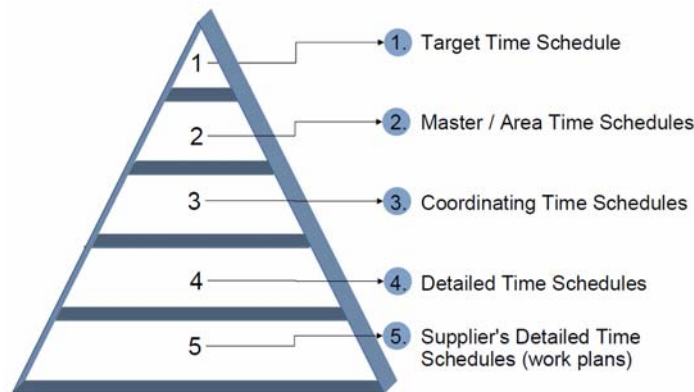 1
1. Target Time Schedule
2
2. Master / Area Time Schedules
3
3. Coordinating Time Schedules
4
4. Detailed Time Schedules
5
5. Supplier's Detailed Time
Schedules (work plans)